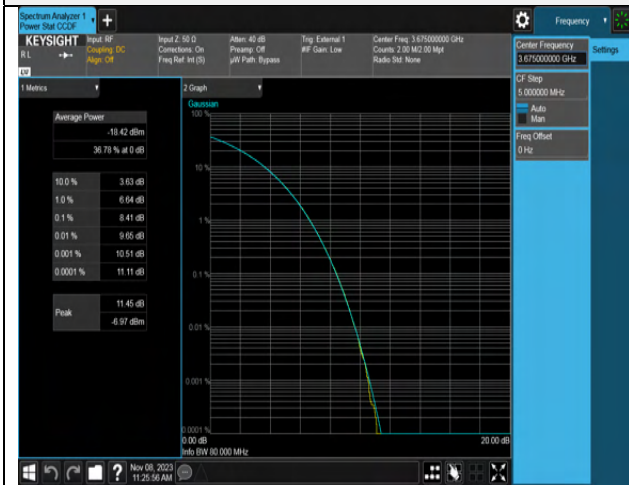 Spectrum Analyzer 1
Power Stat CCDF
Frequency
KEYSIGHT
R L
Input: RF
Coupling: DC
Align: Off
Input Z: 50 Ω
Corrections: On
Freq Ref: Int (S)
Atten: 40 dB
Preamp: Off
µW Path: Bypass
Trig: External 1
#IF Gain: Low
Center Freq: 3.675000000 GHz
Counts: 2.00 M/2.00 Mpt
Radio Std: None
Center Frequency
3.675000000 GHz
Settings
CF Step
5.000000 MHz
Auto
Man
Freq Offset
0 Hz
1 Metrics
Average Power
-18.42 dBm
36.78 % at 0 dB
10.0 % 3.63 dB
1.0 % 6.64 dB
0.1 % 8.41 dB
0.01 % 9.65 dB
0.001 % 10.51 dB
0.0001 % 11.11 dB
Peak
11.45 dB
-6.97 dBm
2 Graph
Gaussian
100 %
10 %
1 %
0.1 %
0.01 %
0.001 %
0.0001 %
0.00 dB
20.00 dB
Info BW 80.000 MHz
?
Nov 08, 2023
11:25:56 AM